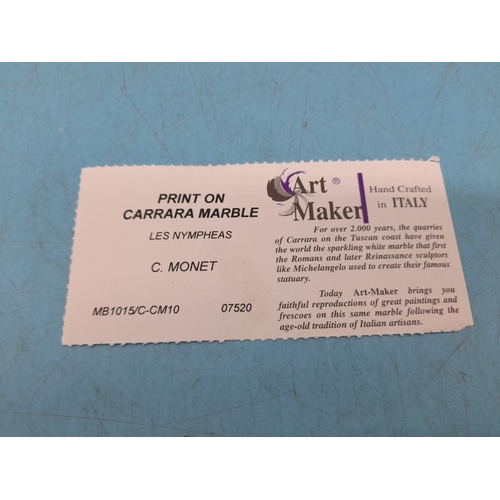 PRINT ON
CARRARA MARBLE
LES NYMPHEAS
C. MONET
MB1015/C-CM10 07520
Art ®
Maker
Hand Crafted
in ITALY
For over 2.000 years, the quarries
of Carrara on the Tuscan coast have given
the world the sparkling white marble that first
the Romans and later Reinassance sculptors
like Michelangelo used to create their famous
statuary.
Today Art-Maker brings you
faithful reproductions of great paintings and
frescoes on this same marble following the
age-old tradition of Italian artisans.